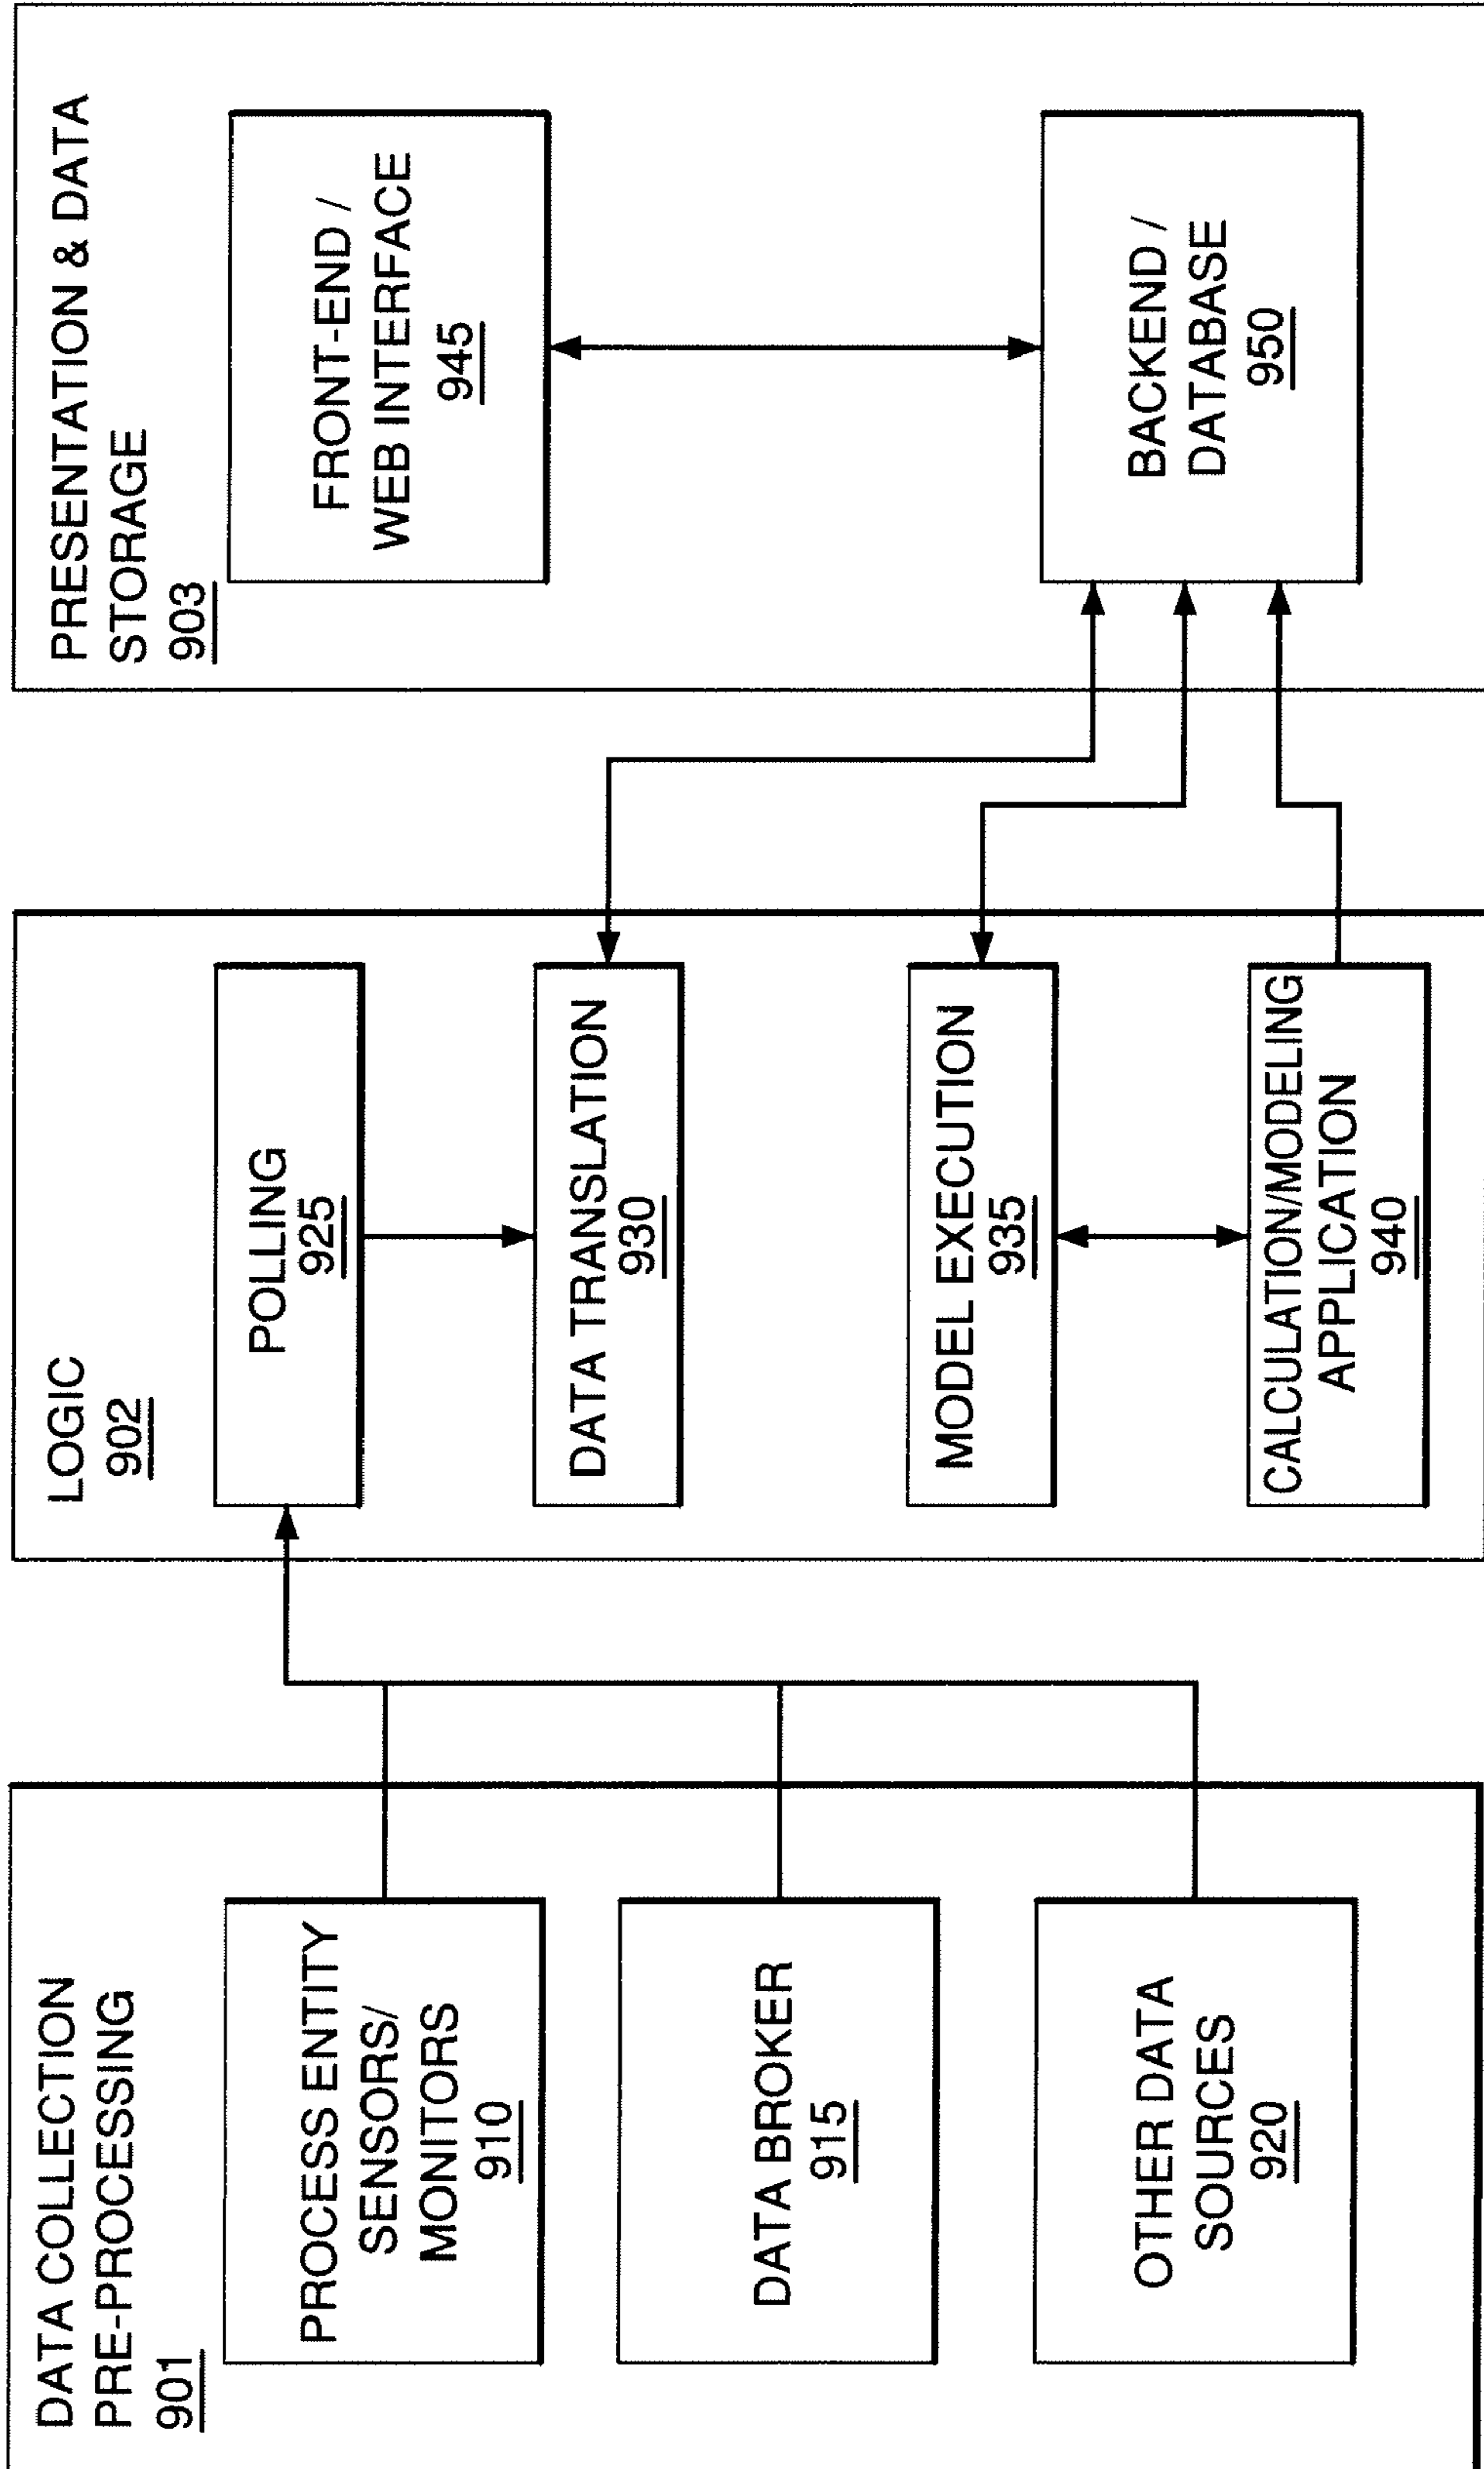 DATA COLLECTION
PRE-PROCESSING
901
PROCESS ENTITY
SENSORS/
MONITORS
910
DATA BROKER
915
OTHER DATA
SOURCES
920
LOGIC
902
POLLING
925
DATA TRANSLATION
930
MODEL EXECUTION
935
CALCULATION/MODELING
APPLICATION
940
PRESENTATION & DATA
STORAGE
903
FRONT-END /
WEB INTERFACE
945
BACKEND /
DATABASE
950